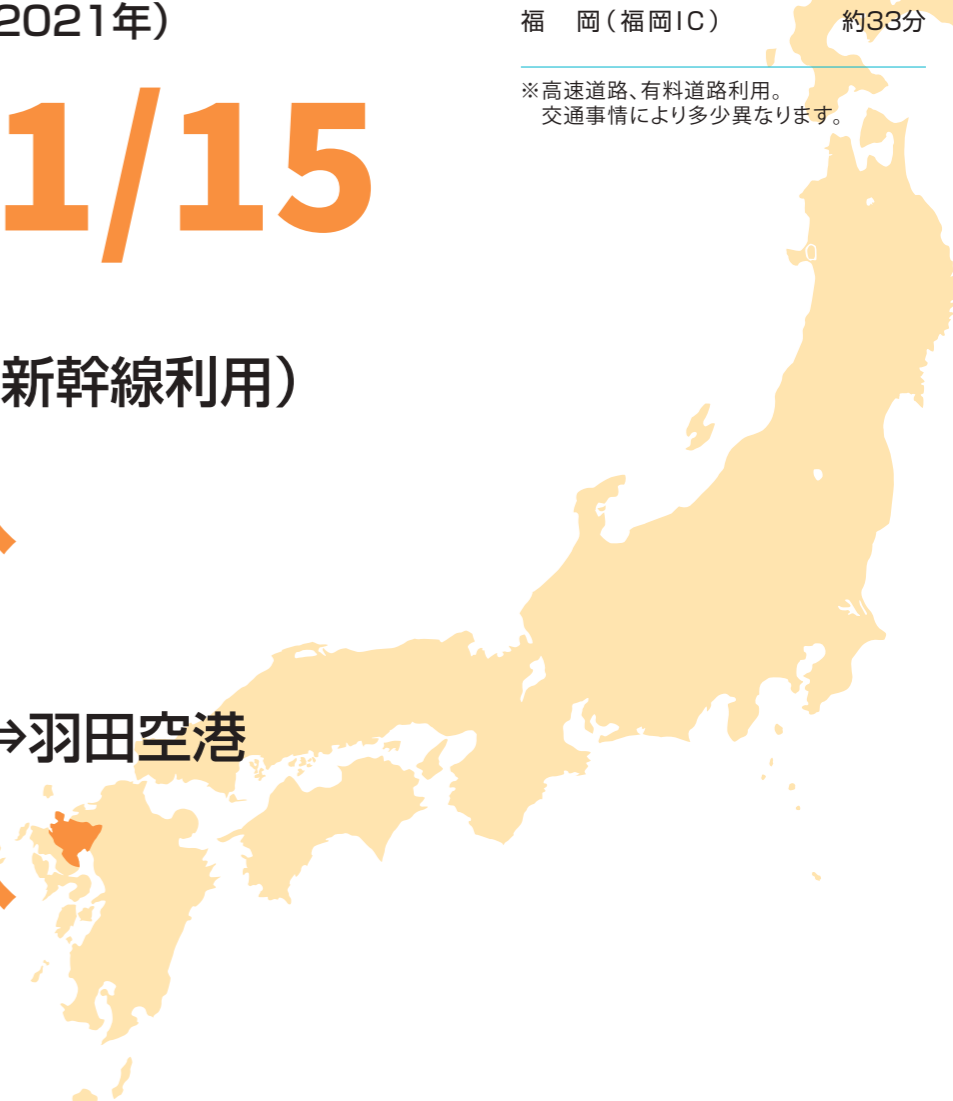 2021年)
1/15
新幹線利用)
⇒羽田空港
福 岡(福岡IC) 約33分
※高速道路、有料道路利用。
交通事情により多少異なります。